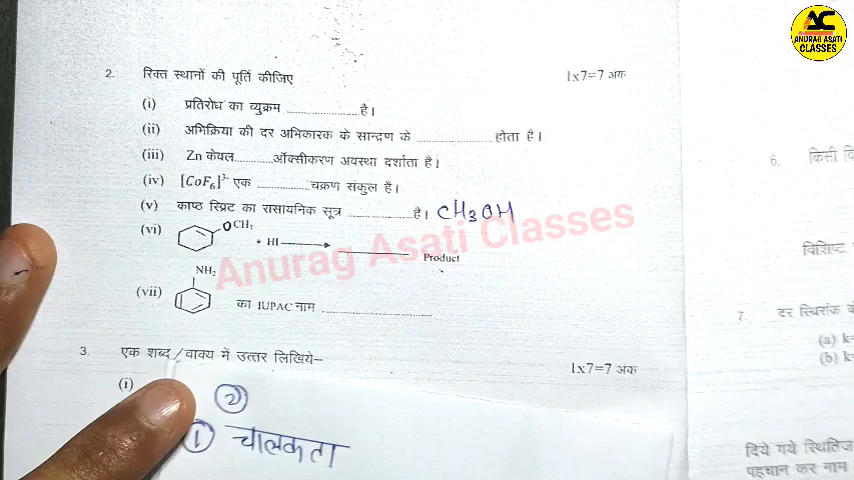 AC
ANURAG ASATI
CLASSES
2. रिक्त स्थानों की पूर्ति कीजिए 1x7=7 अंक
(i) प्रतिरोध का व्युक्रम ........................ है।
(ii) अभिक्रिया की दर अभिकारक के सान्द्रण के ........................ होता है।
(iii) Zn केवल............ऑक्सीकरण अवस्था दर्शाता है।
(iv) [CoF₆]³⁻ एक ................चक्रण संकुल है।
(v) काष्ठ स्प्रिट का रासायनिक सूत्र ....................है। CH₃OH
(vi) OCH₃ + HI ⟶ ____________ Product
(vii) NH₂ का IUPAC नाम ................................
3. एक शब्द/वाक्य में उत्तर लिखिये– 1x7=7 अंक
(i)
②
① चालकता
Anurag Asati Classes
6. किसी वि
विशिष्ट
7. दर स्थिरांक वे
(a) k=
(b) k=
दिये गये स्थितिज
पहचान कर नाम